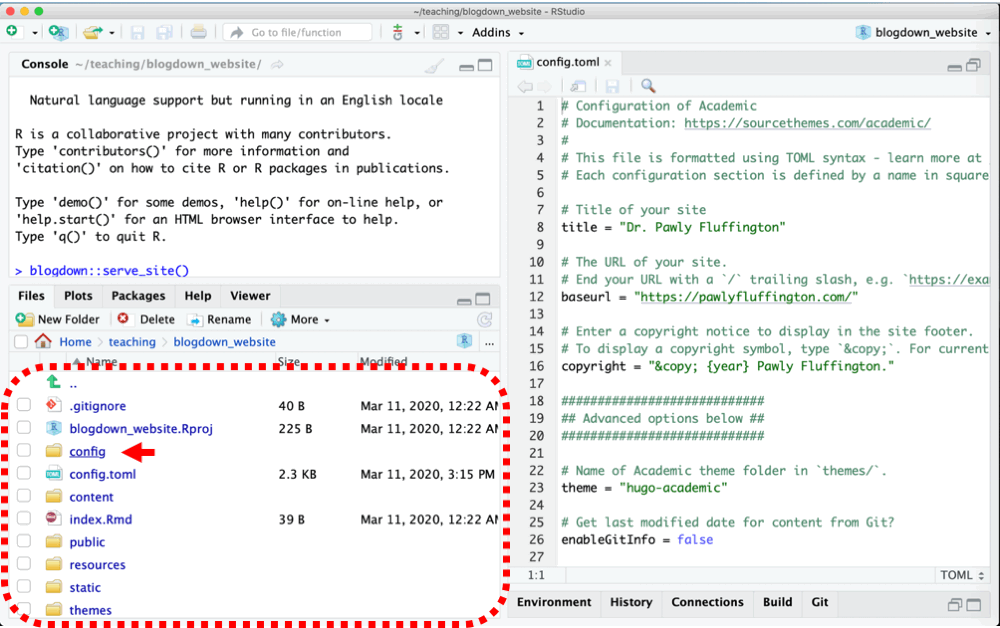 ~/teaching/blogdown_website - RStudio
Go to file/function
Addins
blogdown_website
Console ~/teaching/blogdown_website/
Natural language support but running in an English locale
R is a collaborative project with many contributors.
Type 'contributors()' for more information and
'citation()' on how to cite R or R packages in publications.
Type 'demo()' for some demos, 'help()' for on-line help, or
'help.start()' for an HTML browser interface to help.
Type 'q()' to quit R.
> blogdown::serve_site()
Files Plots Packages Help Viewer
New Folder Delete Rename More
Home teaching blogdown_website ...
Name Size Modified
..
.gitignore 40 B Mar 11, 2020, 12:22 AM
blogdown_website.Rproj 225 B Mar 11, 2020, 12:22 AM
config
config.toml 2.3 KB Mar 11, 2020, 3:15 PM
content
index.Rmd 39 B Mar 11, 2020, 12:22 AM
public
resources
static
themes
config.toml
1 # Configuration of Academic
2 # Documentation: https://sourcethemes.com/academic/
3 #
4 # This file is formatted using TOML syntax - learn more at
5 # Each configuration section is defined by a name in square
6
7 # Title of your site
8 title = "Dr. Pawly Fluffington"
9
10 # The URL of your site.
11 # End your URL with a `/` trailing slash, e.g. `https://exa
12 baseurl = "https://pawlyfluffington.com/"
13
14 # Enter a copyright notice to display in the site footer.
15 # To display a copyright symbol, type `&copy;`. For current
16 copyright = "&copy; {year} Pawly Fluffington."
17
18 ############################
19 ## Advanced options below ##
20 ############################
21
22 # Name of Academic theme folder in `themes/`.
23 theme = "hugo-academic"
24
25 # Get last modified date for content from Git?
26 enableGitInfo = false
27
1:1 TOML
Environment History Connections Build Git